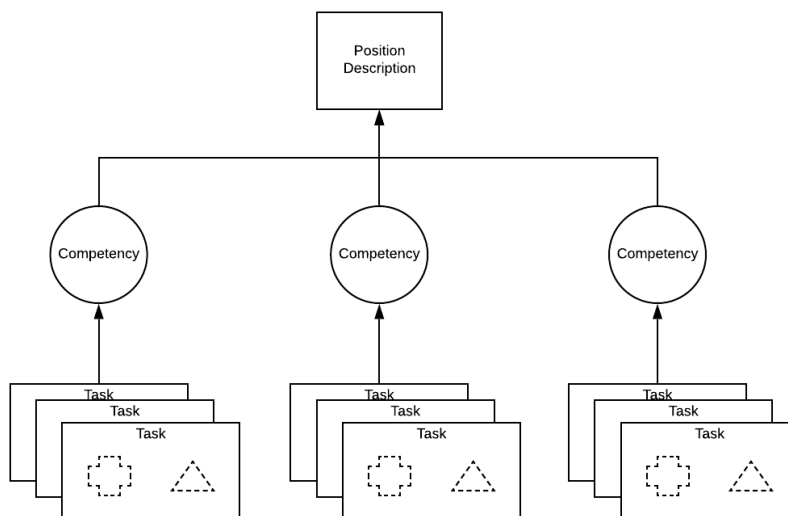 Position
Description
Competency
Competency
Competency
Task
Task
Task
Task
Task
Task
Task
Task
Task